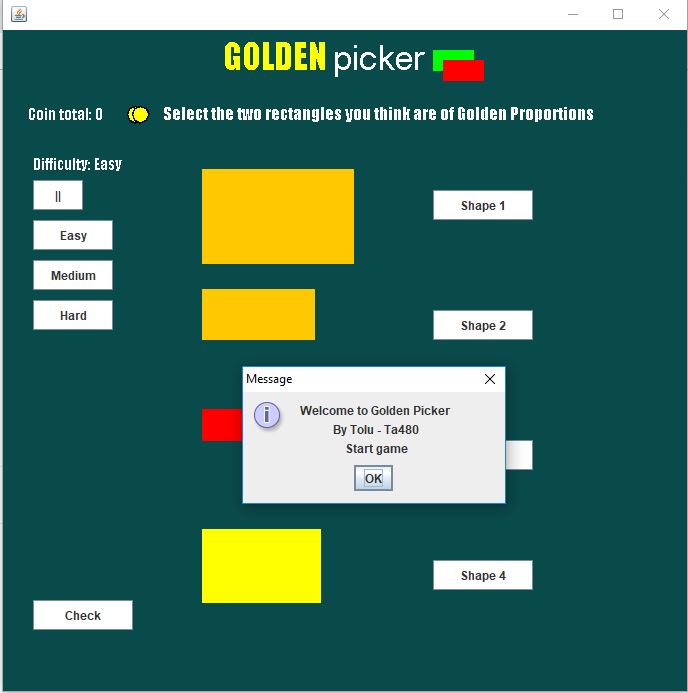 GOLDEN picker
Coin total: 0
Select the two rectangles you think are of Golden Proportions
Difficulty: Easy
||
Easy
Medium
Hard
Shape 1
Shape 2
Message
Welcome to Golden Picker
By Tolu - Ta480
Start game
OK
Shape 4
Check